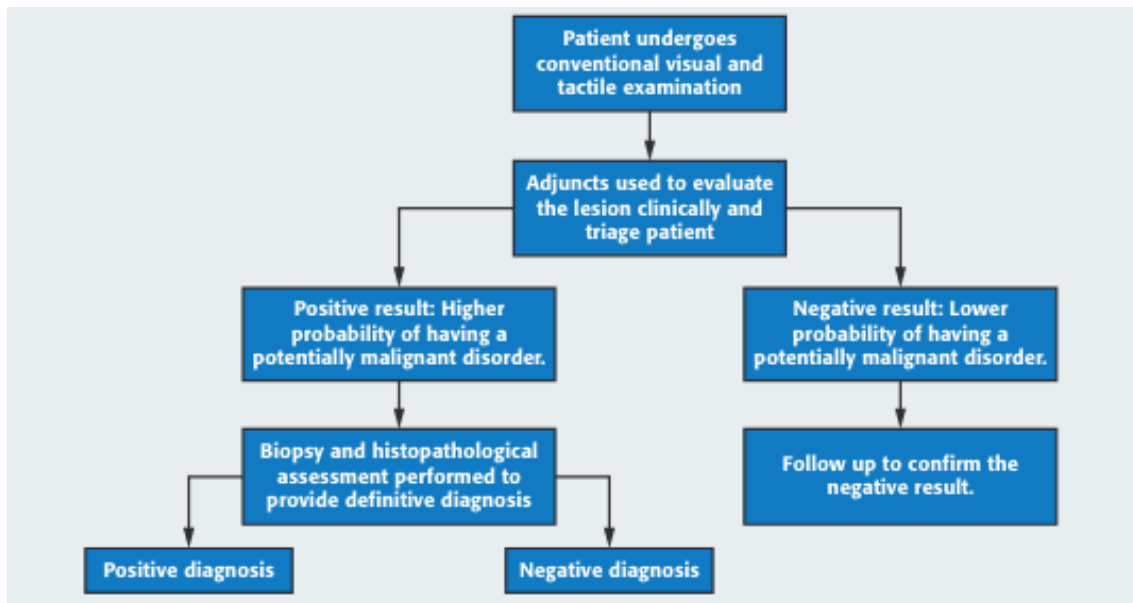 Patient undergoes
conventional visual and
tactile examination
Adjuncts used to evaluate
the lesion clinically and
triage patient
Positive result: Higher
probability of having a
potentially malignant disorder.
Negative result: Lower
probability of having a
potentially malignant disorder.
Biopsy and histopathological
assessment performed to
provide definitive diagnosis
Follow up to confirm the
negative result.
Positive diagnosis
Negative diagnosis